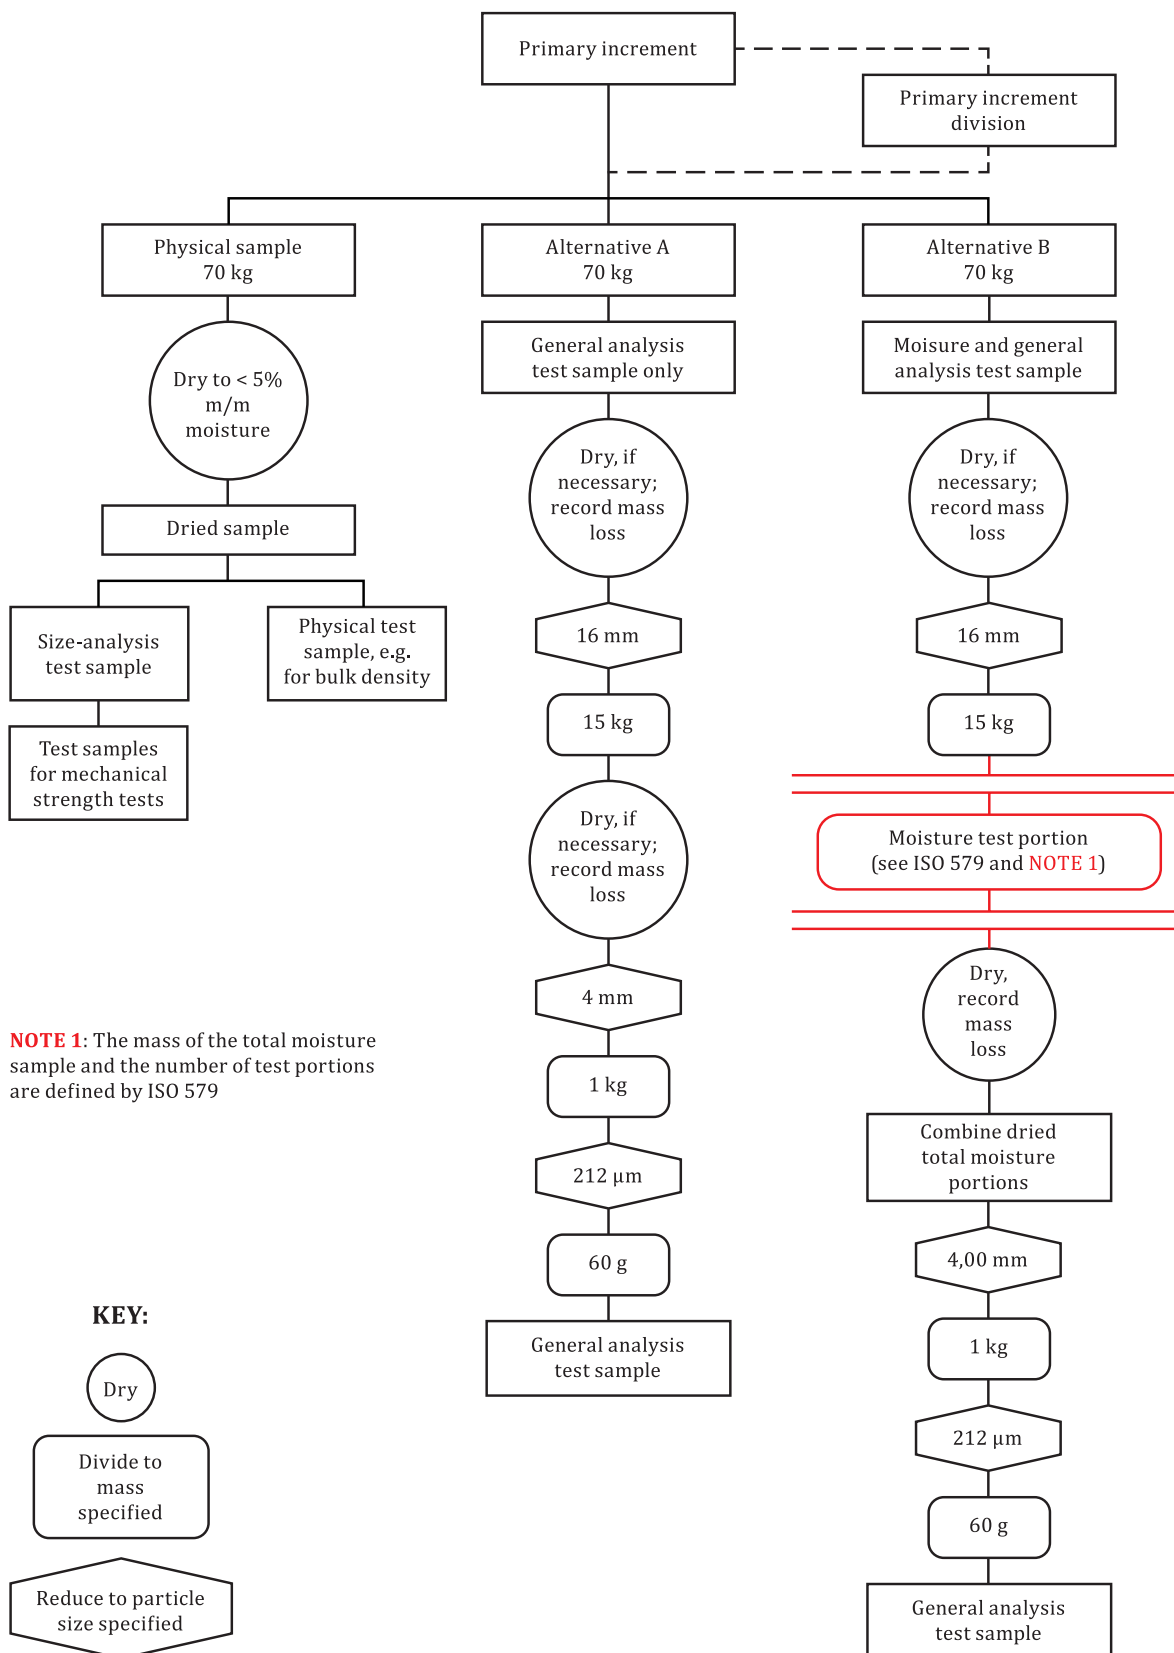 Primary increment
Primary increment
division
Physical sample
70 kg
Alternative A
70 kg
Alternative B
70 kg
Dry to < 5%
m/m
moisture
Dried sample
Size-analysis
test sample
Physical test
sample, e.g.
for bulk density
Test samples
for mechanical
strength tests
General analysis
test sample only
Dry, if
necessary;
record mass
loss
16 mm
15 kg
Dry, if
necessary;
record mass
loss
4 mm
1 kg
212 µm
60 g
General analysis
test sample
Moisure and general
analysis test sample
Dry, if
necessary;
record mass
loss
16 mm
15 kg
Moisture test portion
(see ISO 579 and NOTE 1)
Dry,
record
mass
loss
Combine dried
total moisture
portions
4,00 mm
1 kg
212 µm
60 g
General analysis
test sample
NOTE 1: The mass of the total moisture
sample and the number of test portions
are defined by ISO 579
KEY:
Dry
Divide to
mass
specified
Reduce to particle
size specified